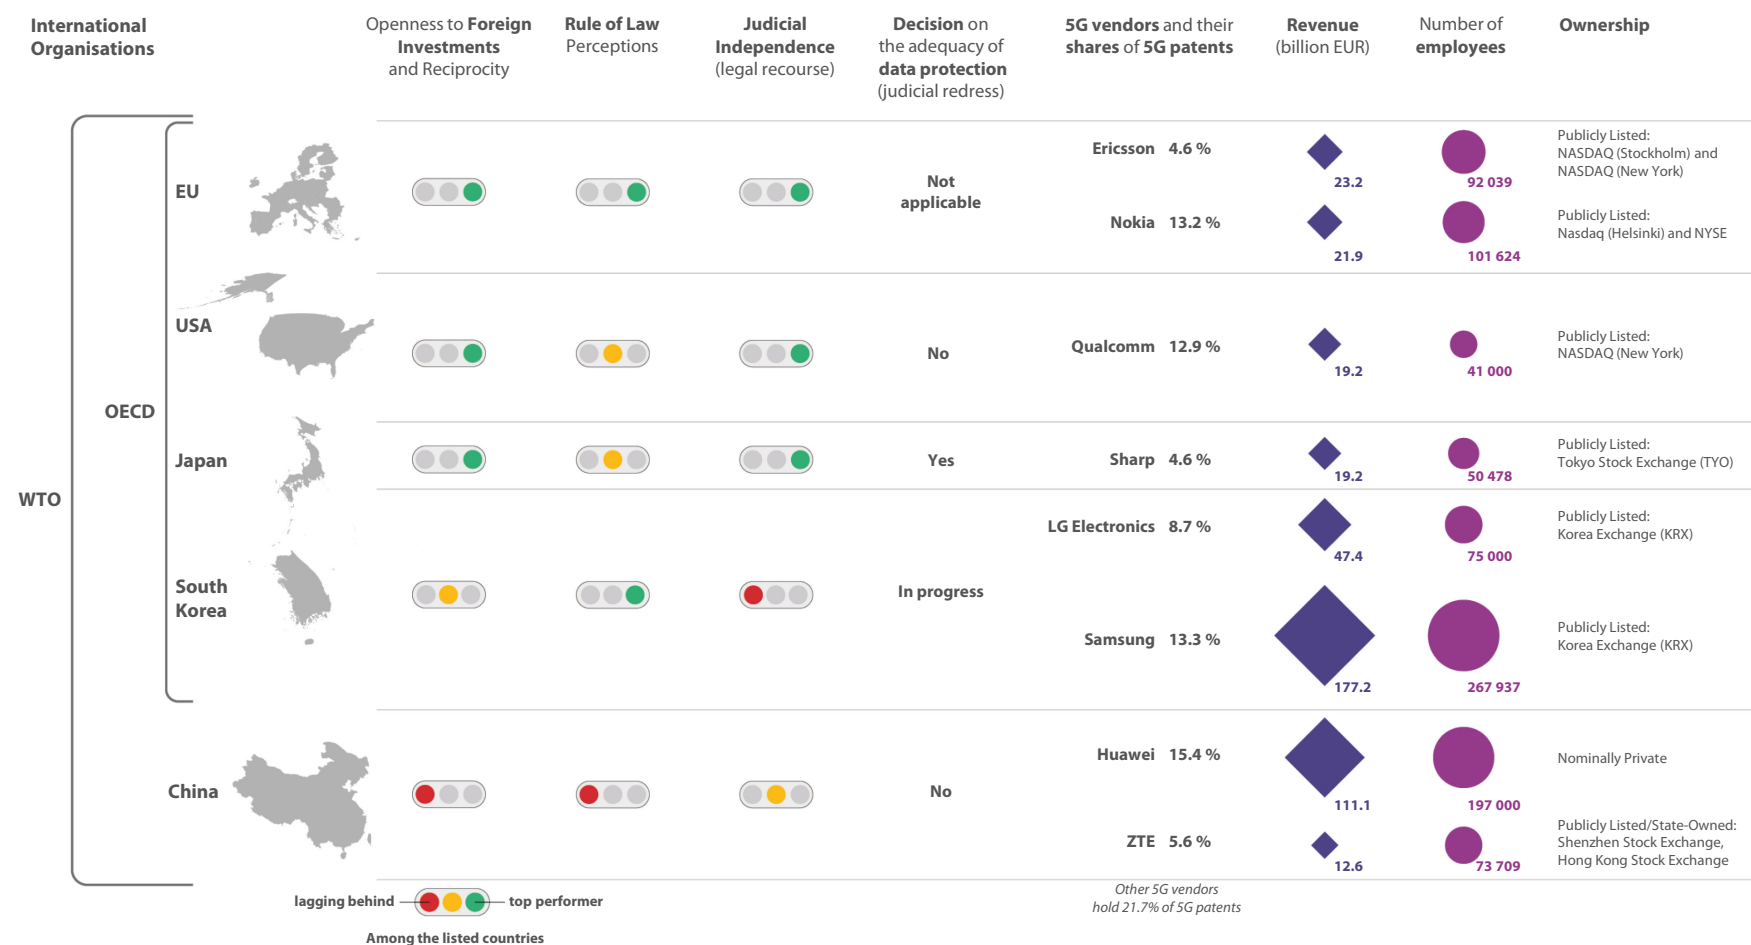 International
Organisations
Openness to Foreign
Investments
and Reciprocity
Rule of Law
Perceptions
Judicial
Independence
(legal recourse)
Decision on
the adequacy of
data protection
(judicial redress)
5G vendors and their
shares of 5G patents
Revenue
(billion EUR)
Number of
employees
Ownership
WTO
OECD
EU
Not
applicable
Ericsson 4.6 %
23.2
92 039
Publicly Listed:
NASDAQ (Stockholm) and
NASDAQ (New York)
Nokia 13.2 %
21.9
101 624
Publicly Listed:
Nasdaq (Helsinki) and NYSE
USA
No
Qualcomm 12.9 %
19.2
41 000
Publicly Listed:
NASDAQ (New York)
Japan
Yes
Sharp 4.6 %
19.2
50 478
Publicly Listed:
Tokyo Stock Exchange (TYO)
South
Korea
In progress
LG Electronics 8.7 %
47.4
75 000
Publicly Listed:
Korea Exchange (KRX)
Samsung 13.3 %
177.2
267 937
Publicly Listed:
Korea Exchange (KRX)
China
No
Huawei 15.4 %
111.1
197 000
Nominally Private
ZTE 5.6 %
12.6
73 709
Publicly Listed/State-Owned:
Shenzhen Stock Exchange,
Hong Kong Stock Exchange
lagging behind
top performer
Among the listed countries
Other 5G vendors
hold 21.7% of 5G patents